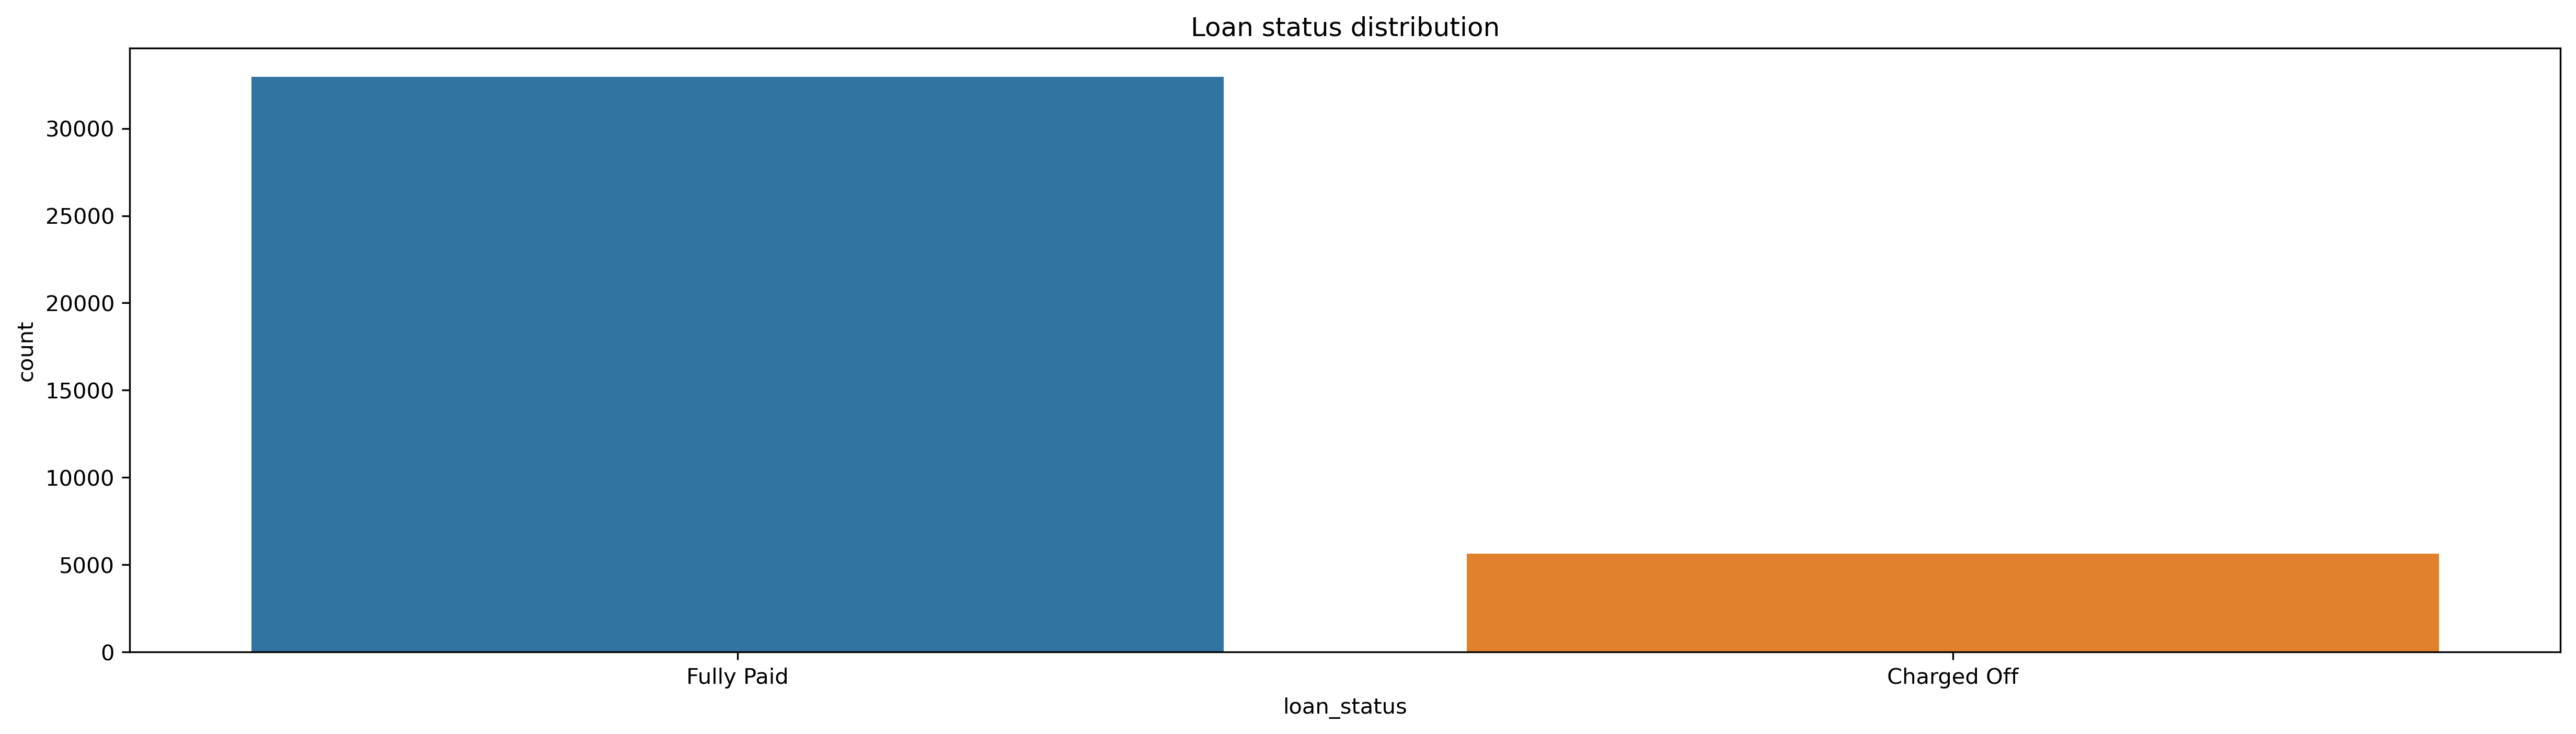 Loan status distribution
30000
25000
20000
15000
10000
5000
0
count
Fully Paid
Charged Off
loan_status